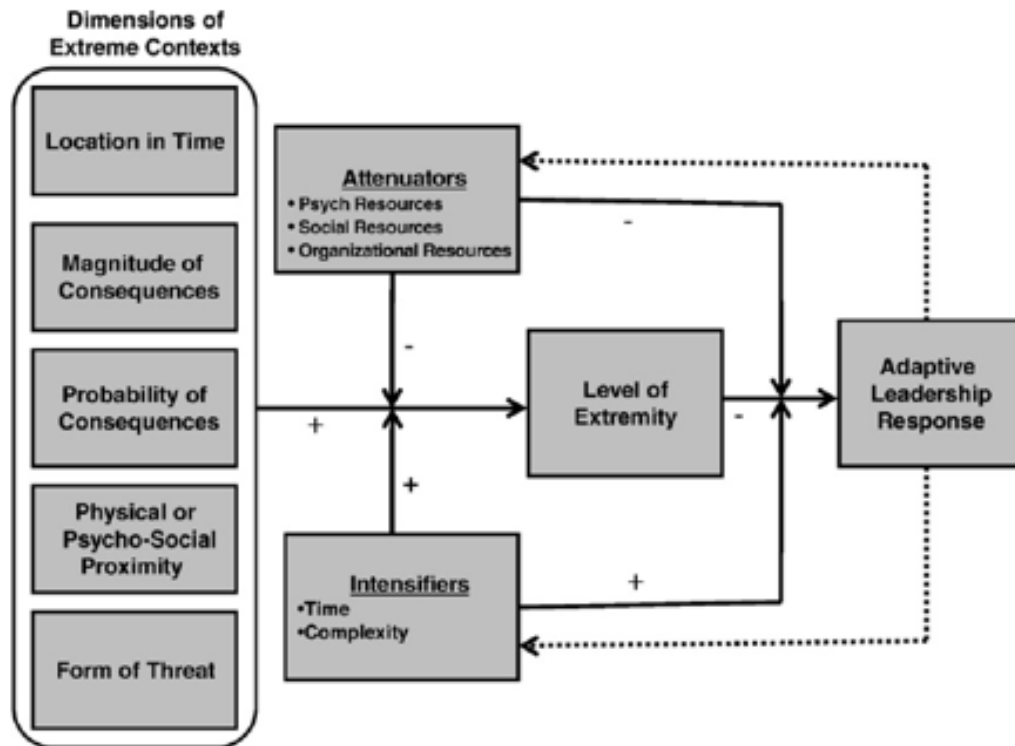 Dimensions of
Extreme Contexts
Location in Time
Magnitude of
Consequences
Probability of
Consequences
Physical or
Psycho-Social
Proximity
Form of Threat
Attenuators
• Psych Resources
• Social Resources
• Organizational Resources
-
-
+
Level of
Extremity
-
Adaptive
Leadership
Response
+
Intensifiers
•Time
•Complexity
+